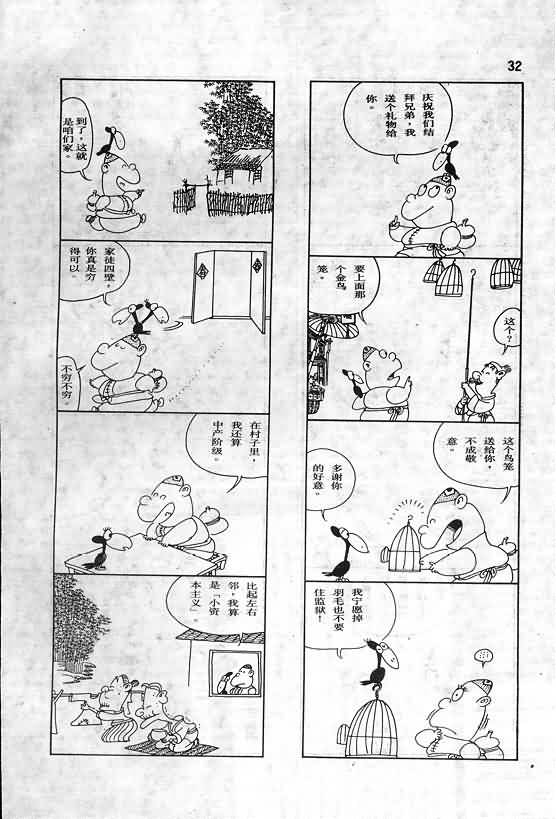 32
庆祝我们结
拜兄弟，我
送个礼物给
你。
要上面那
个金鸟
笼。
这个？
这个鸟笼
送给你，
不成敬
意。
多谢你
的好意。
我宁愿掉
羽毛也不要
住监狱！
到了，这就
是咱们家。
家徒四壁，
你真是穷
得可以。
不穷不穷
在村子里，
我还算
中产阶级。
比起左右
邻，我算
是「小资
本主义」。